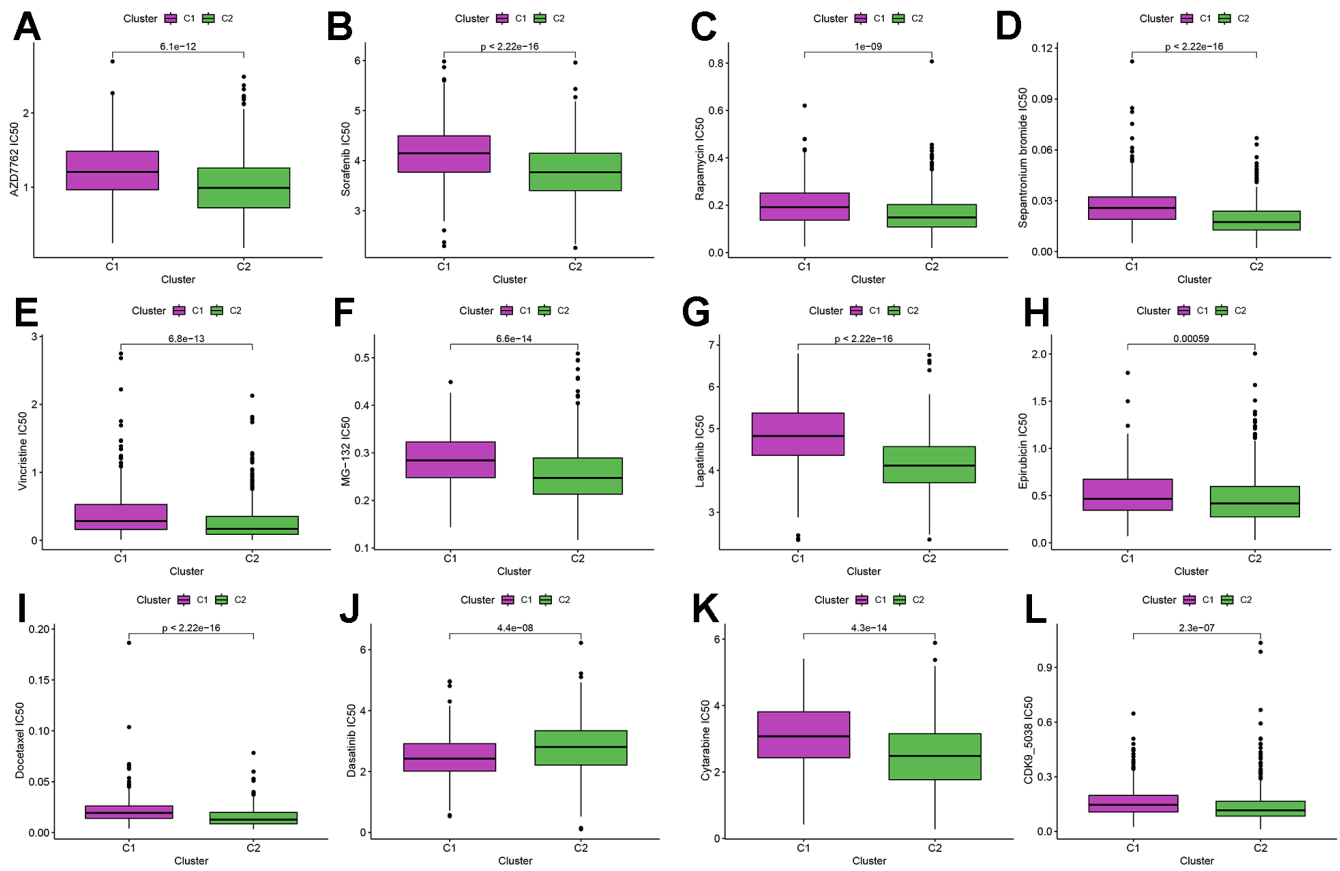 A
Cluster C1 C2
AZD7762 IC50
6.1e−12
2
1
C1 C2
Cluster
B
Cluster C1 C2
Sorafenib IC50
p < 2.22e−16
6
5
4
3
C1 C2
Cluster
C
Cluster C1 C2
Rapamycin IC50
1e−09
0.8
0.6
0.4
0.2
0.0
C1 C2
Cluster
D
Cluster C1 C2
Sepantronium bromide IC50
p < 2.22e−16
0.12
0.09
0.06
0.03
0.00
C1 C2
Cluster
E
Cluster C1 C2
Vincristine IC50
6.8e−13
3
2
1
0
C1 C2
Cluster
F
Cluster C1 C2
MG−132 IC50
6.6e−14
0.5
0.4
0.3
0.2
0.1
C1 C2
Cluster
G
Cluster C1 C2
Lapatinib IC50
p < 2.22e−16
7
6
5
4
3
C1 C2
Cluster
H
Cluster C1 C2
Epirubicin IC50
0.00059
2.0
1.5
1.0
0.5
0.0
C1 C2
Cluster
I
Cluster C1 C2
Docetaxel IC50
p < 2.22e−16
0.20
0.15
0.10
0.05
0.00
C1 C2
Cluster
J
Cluster C1 C2
Dasatinib IC50
4.4e−08
6
4
2
0
C1 C2
Cluster
K
Cluster C1 C2
Cytarabine IC50
4.3e−14
6
4
2
0
C1 C2
Cluster
L
Cluster C1 C2
CDK9_5038 IC50
2.3e−07
0.9
0.6
0.3
0.0
C1 C2
Cluster